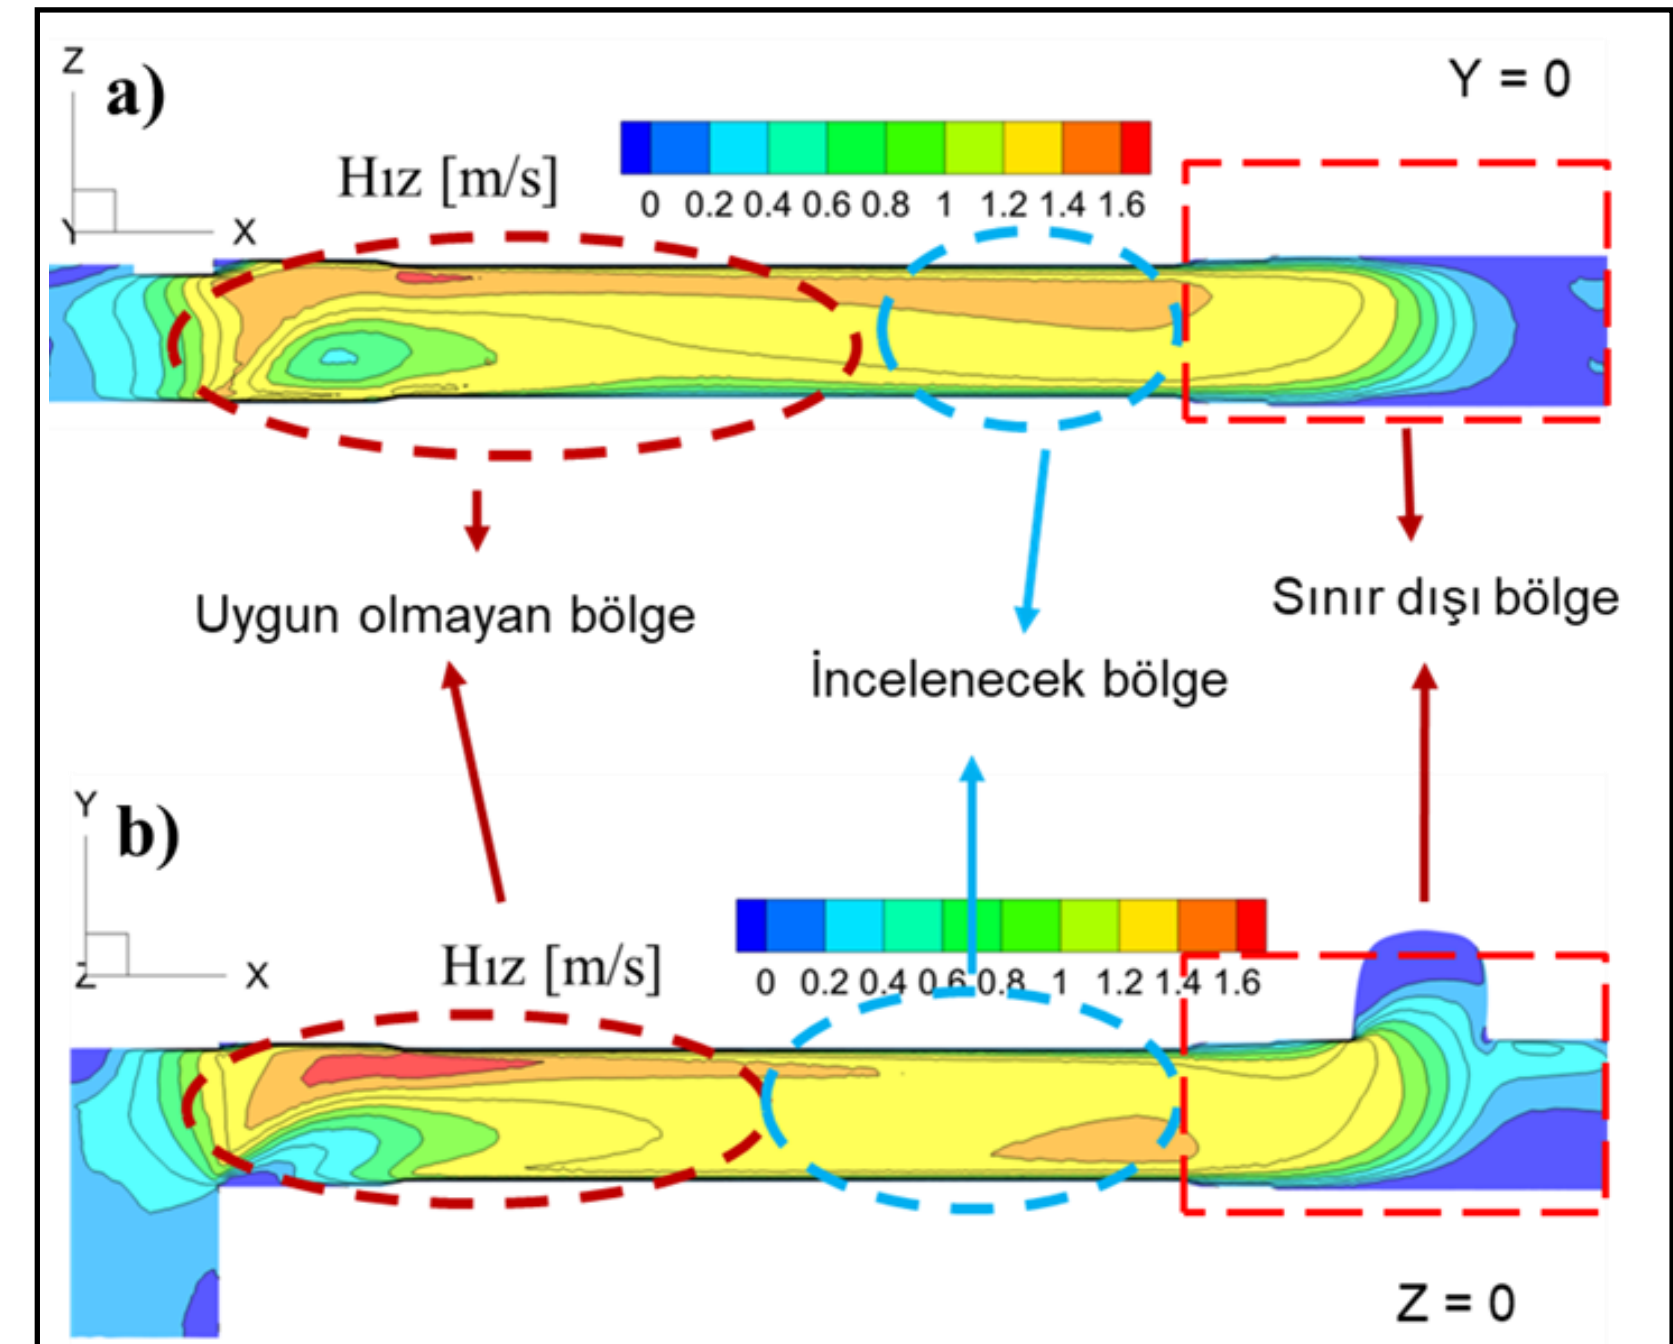 Z
a)
Y = 0
Hız [m/s]
0 0.2 0.4 0.6 0.8 1 1.2 1.4 1.6
Y X
Uygun olmayan bölge
Sınır dışı bölge
İncelenecek bölge
Y
b)
Hız [m/s]
0 0.2 0.4 0.6 0.8 1 1.2 1.4 1.6
Z X
Z = 0